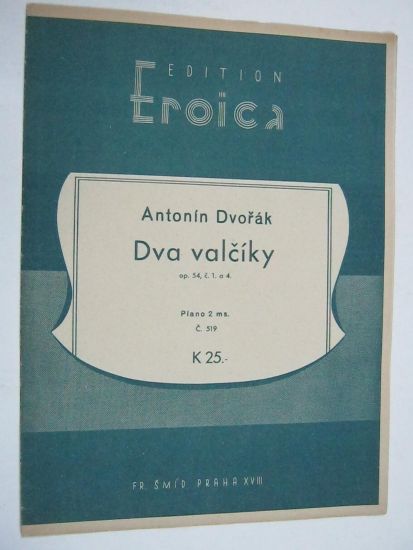 EDITION
Eroica
Antonín Dvořák
Dva valčíky
op. 54, č. 1. a 4.
Piano 2 ms.
Č. 519
K 25.-
FR. ŠMÍD PRAHA XVIII